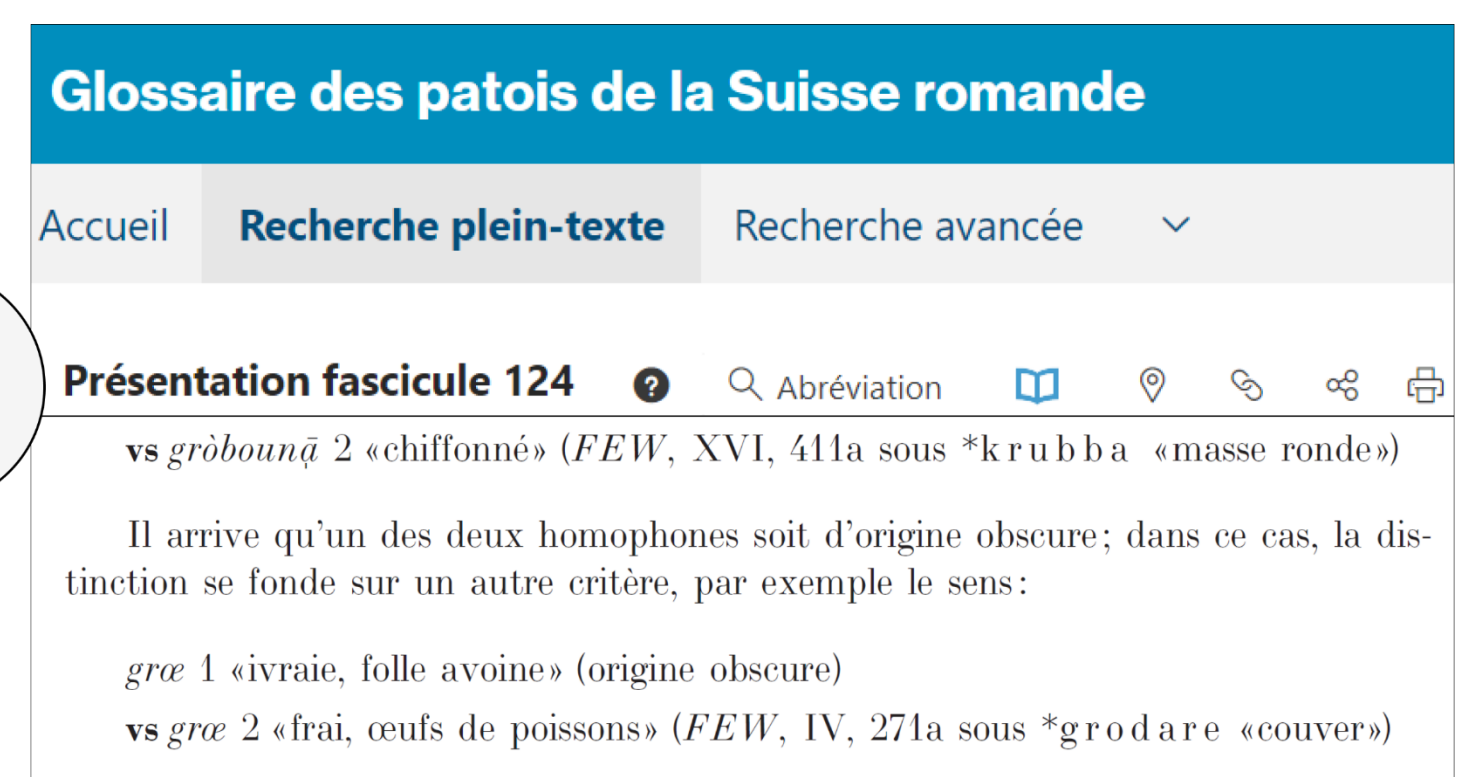 Glossaire des patois de la Suisse romande
Accueil Recherche plein-texte Recherche avancée
Présentation fascicule 124 ? Abréviation
vs gròbounạ̄ 2 «chiffonné» (FEW, XVI, 411a sous *krubba «masse ronde»)
Il arrive qu’un des deux homophones soit d’origine obscure; dans ce cas, la dis-
tinction se fonde sur un autre critère, par exemple le sens:
grœ 1 «ivraie, folle avoine» (origine obscure)
vs grœ 2 «frai, œufs de poissons» (FEW, IV, 271a sous *grodare «couver»)